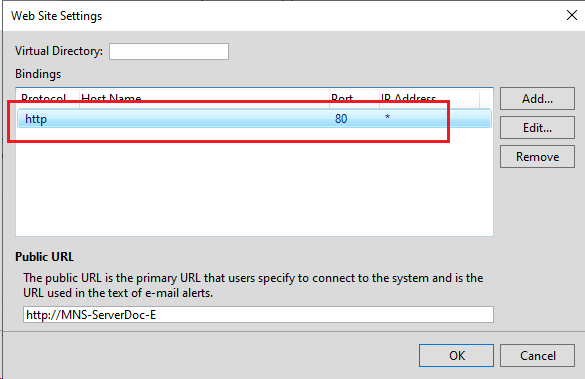 Web Site Settings
Virtual Directory:
Bindings
Protocol Host Name Port IP Address
http 80 *
Add...
Edit...
Remove
Public URL
The public URL is the primary URL that users specify to connect to the system and is the
URL used in the text of e-mail alerts.
http://MNS-ServerDoc-E
OK Cancel